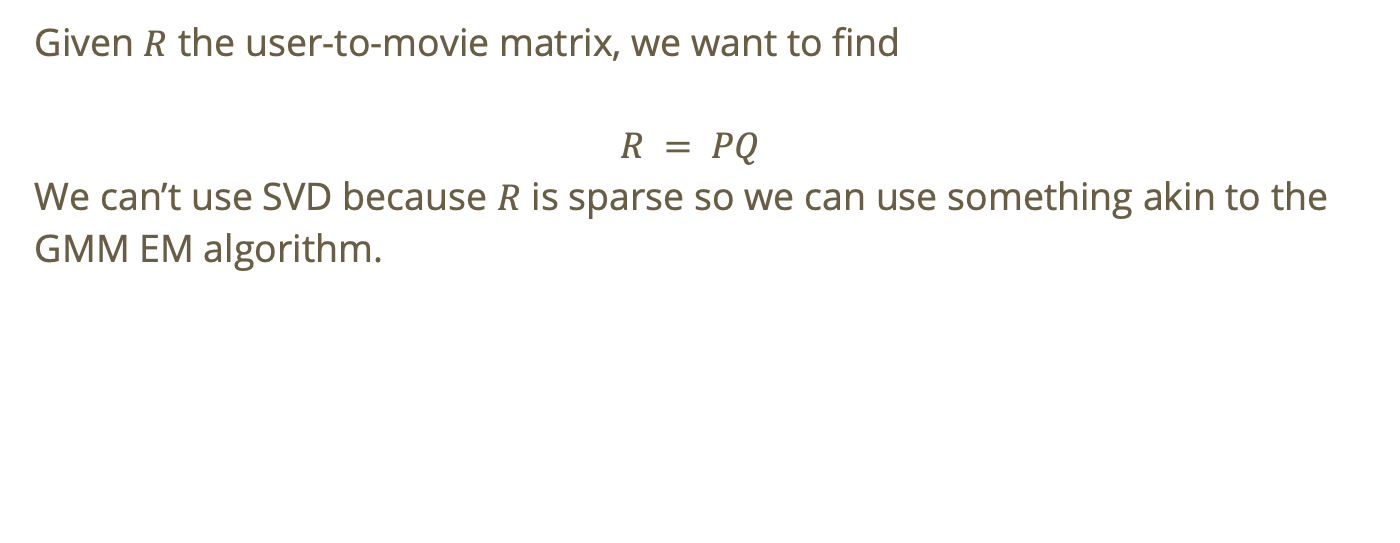 Given R the user-to-movie matrix, we want to find
R = PQ
We can’t use SVD because R is sparse so we can use something akin to the
GMM EM algorithm.